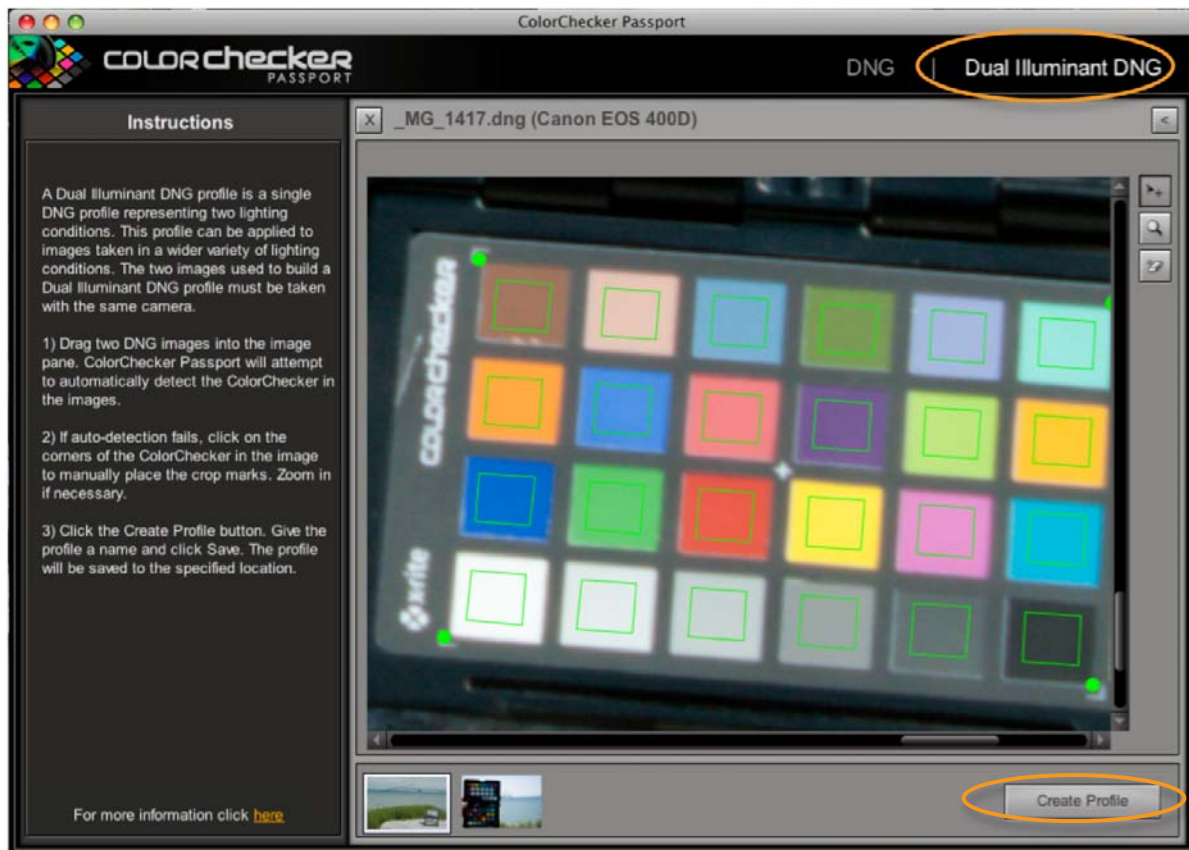 ColorChecker Passport
COLOR checker
PASSPORT
DNG | Dual Illuminant DNG
Instructions
X _MG_1417.dng (Canon EOS 400D) <
A Dual Illuminant DNG profile is a single
DNG profile representing two lighting
conditions. This profile can be applied to
images taken in a wider variety of lighting
conditions. The two images used to build a
Dual Illuminant DNG profile must be taken
with the same camera.
1) Drag two DNG images into the image
pane. ColorChecker Passport will attempt
to automatically detect the ColorChecker in
the images.
2) If auto-detection fails, click on the
corners of the ColorChecker in the image
to manually place the crop marks. Zoom in
if necessary.
3) Click the Create Profile button. Give the
profile a name and click Save. The profile
will be saved to the specified location.
For more information click here
colorchecker
x-rite
Create Profile